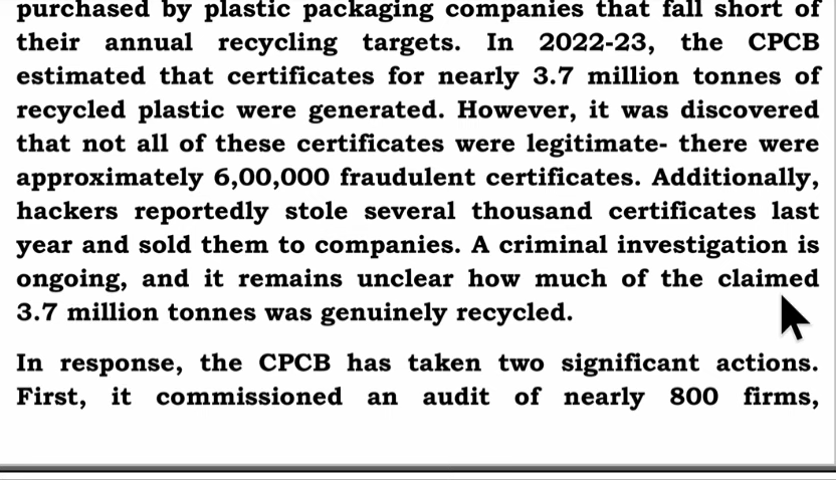 purchased by plastic packaging companies that fall short of
their annual recycling targets. In 2022-23, the CPCB
estimated that certificates for nearly 3.7 million tonnes of
recycled plastic were generated. However, it was discovered
that not all of these certificates were legitimate- there were
approximately 6,00,000 fraudulent certificates. Additionally,
hackers reportedly stole several thousand certificates last
year and sold them to companies. A criminal investigation is
ongoing, and it remains unclear how much of the claimed
3.7 million tonnes was genuinely recycled.
In response, the CPCB has taken two significant actions.
First, it commissioned an audit of nearly 800 firms,